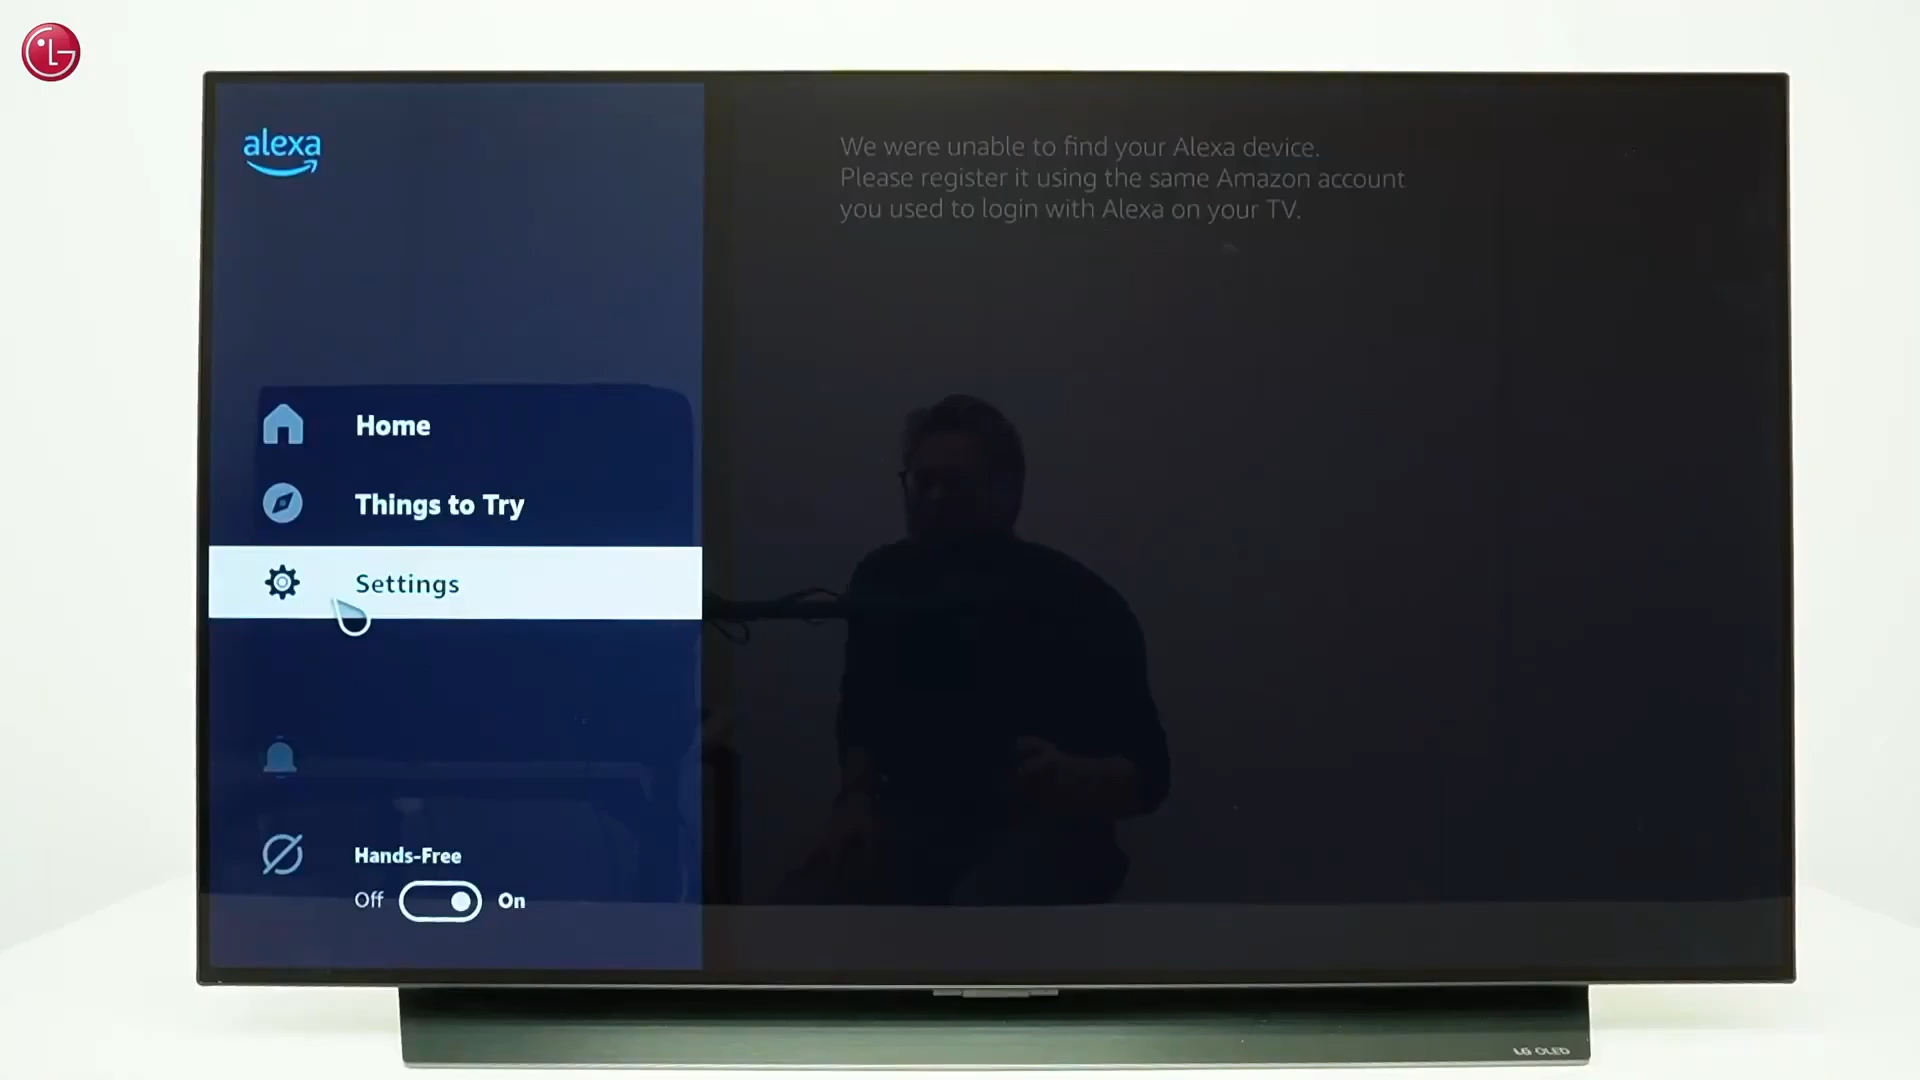 LG
alexa
We were unable to find your Alexa device.
Please register it using the same Amazon account
you used to login with Alexa on your TV.
Home
Things to Try
Settings
Hands-Free
Off On
LG OLED